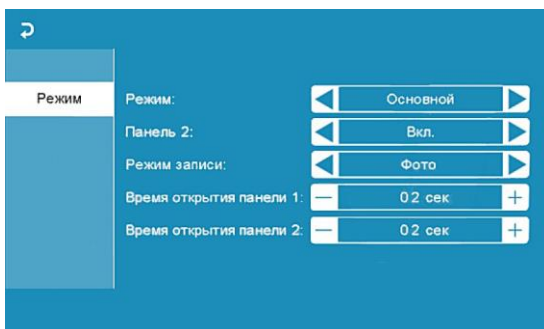 Режим
Режим: Основной
Панель 2: Вкл.
Режим записи: Фото
Время открытия панели 1: — 02 сек +
Время открытия панели 2: — 02 сек +